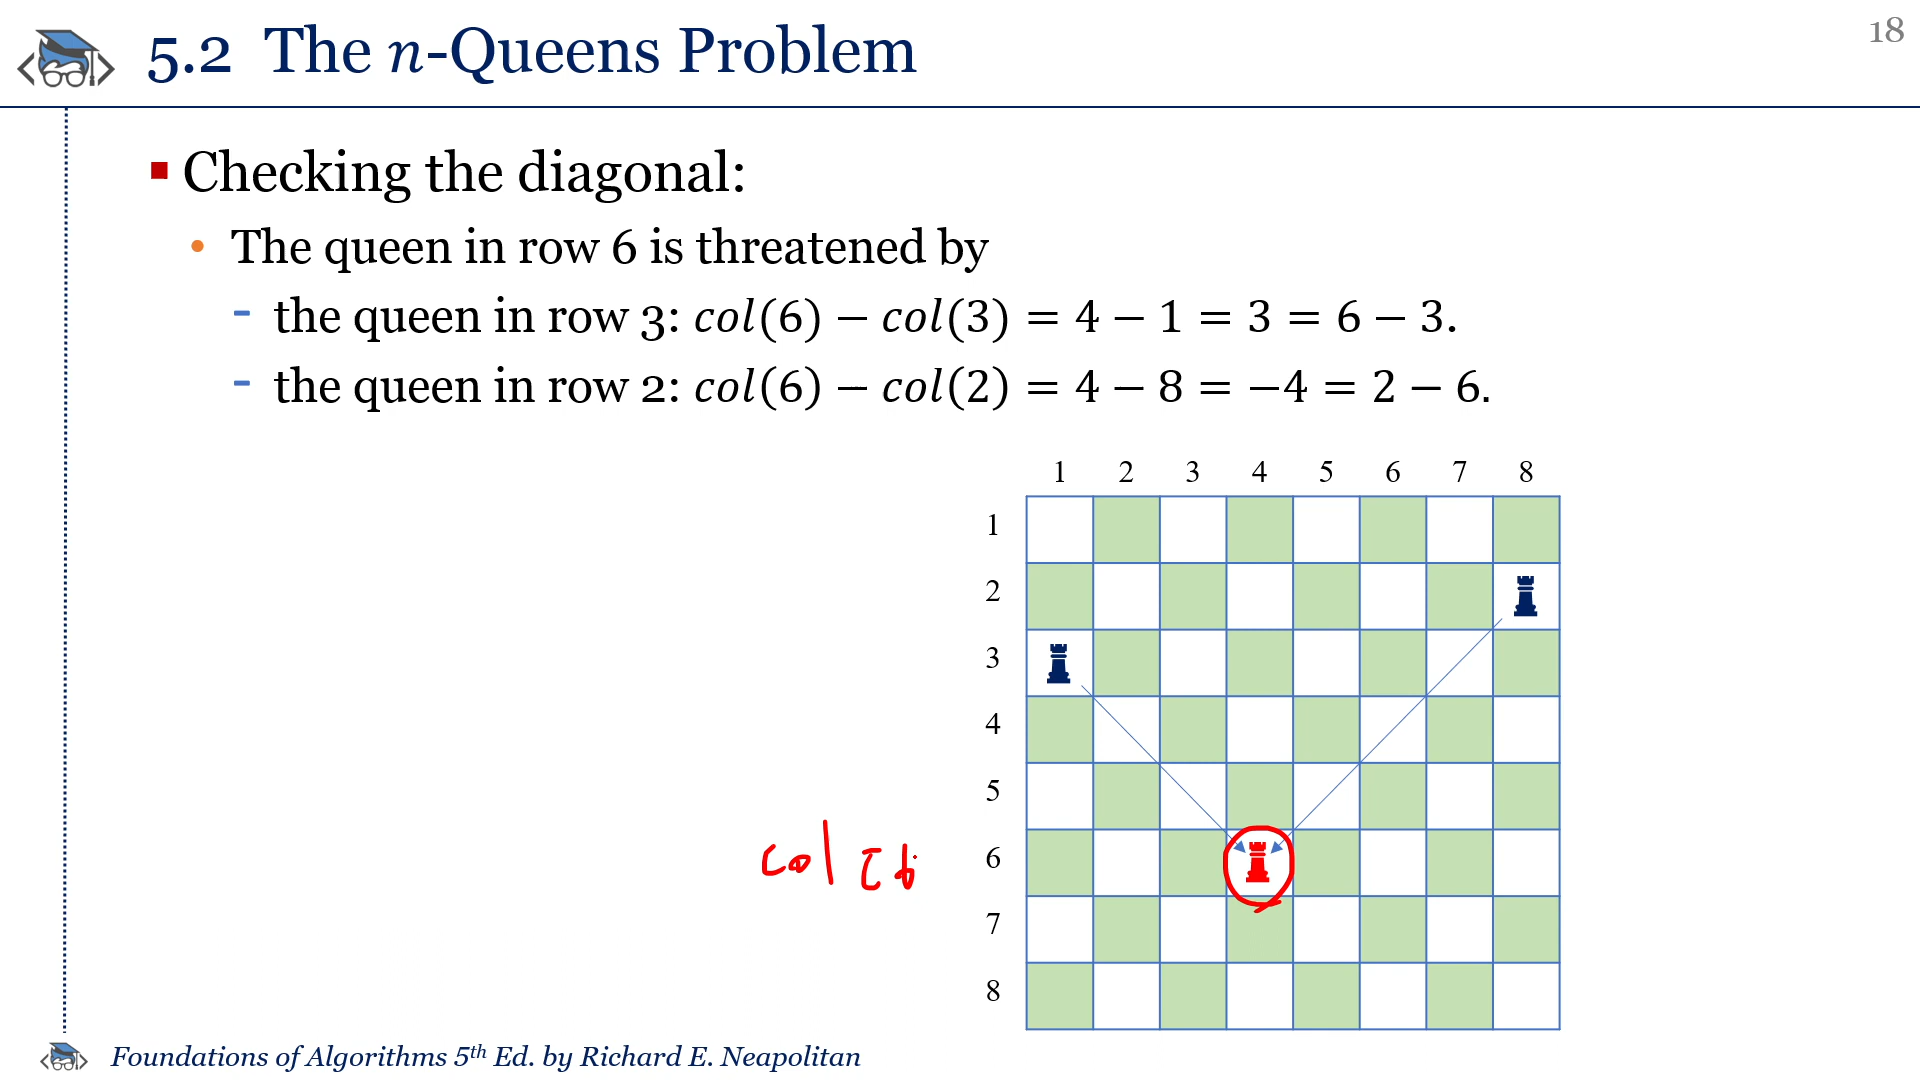 18
5.2 The n-Queens Problem
Checking the diagonal:
The queen in row 6 is threatened by
- the queen in row 3: col(6) − col(3) = 4 − 1 = 3 = 6 − 3.
- the queen in row 2: col(6) − col(2) = 4 − 8 = −4 = 2 − 6.
1 2 3 4 5 6 7 8
1
2
3
4
5
col [6
6
7
8
Foundations of Algorithms 5th Ed. by Richard E. Neapolitan